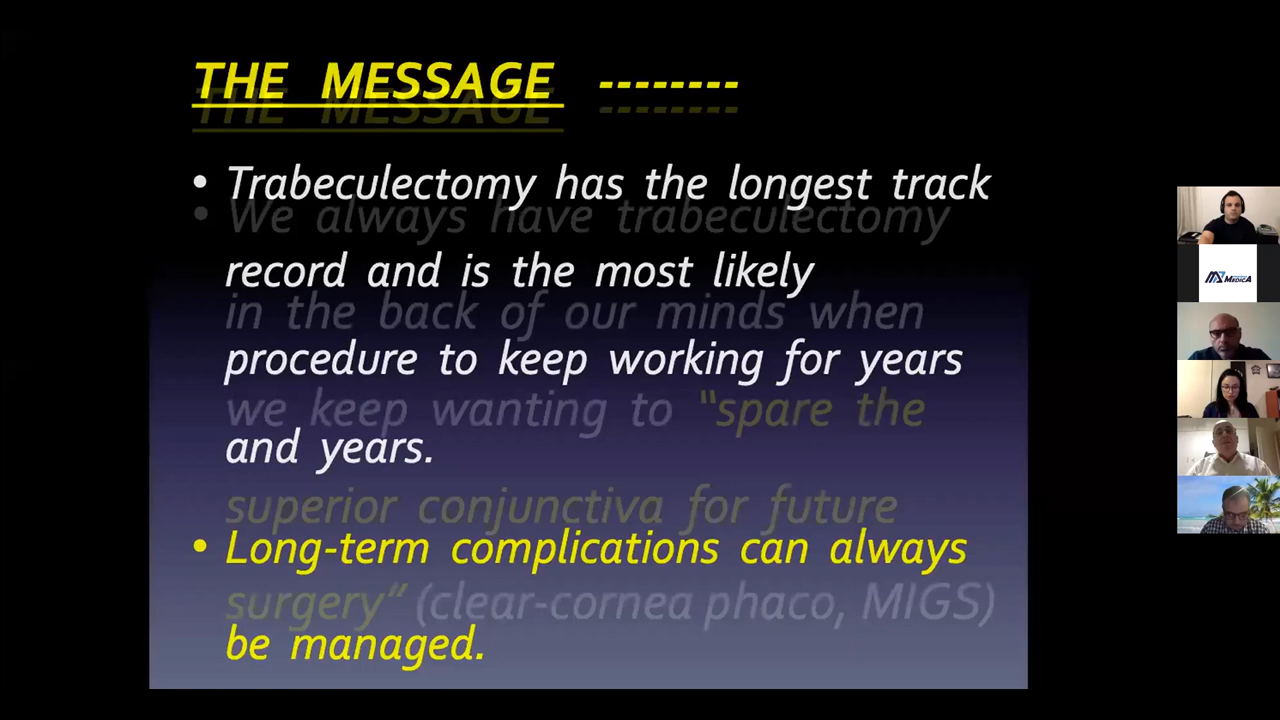 THE MESSAGE --------
• Trabeculectomy has the longest track
• We always have trabeculectomy
record and is the most likely
in the back of our minds when
procedure to keep working for years
we keep wanting to “spare the
and years.
superior conjunctiva for future
• Long-term complications can always
surgery” (clear-cornea phaco, MIGS)
be managed.
MEDICA